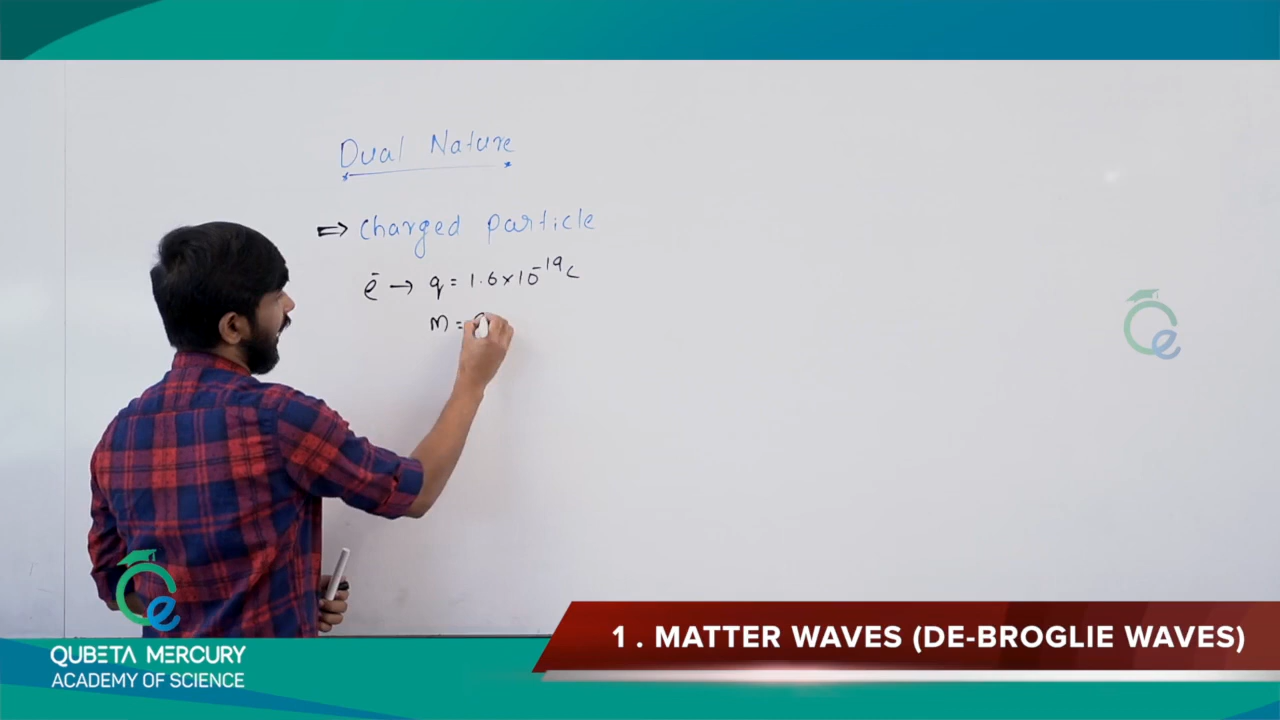 Dual Nature
⇒ Charged particle
e⁻ → q = 1.6×10⁻¹⁹C
m =
1. MATTER WAVES (DE-BROGLIE WAVES)
QUBETA MERCURY
ACADEMY OF SCIENCE